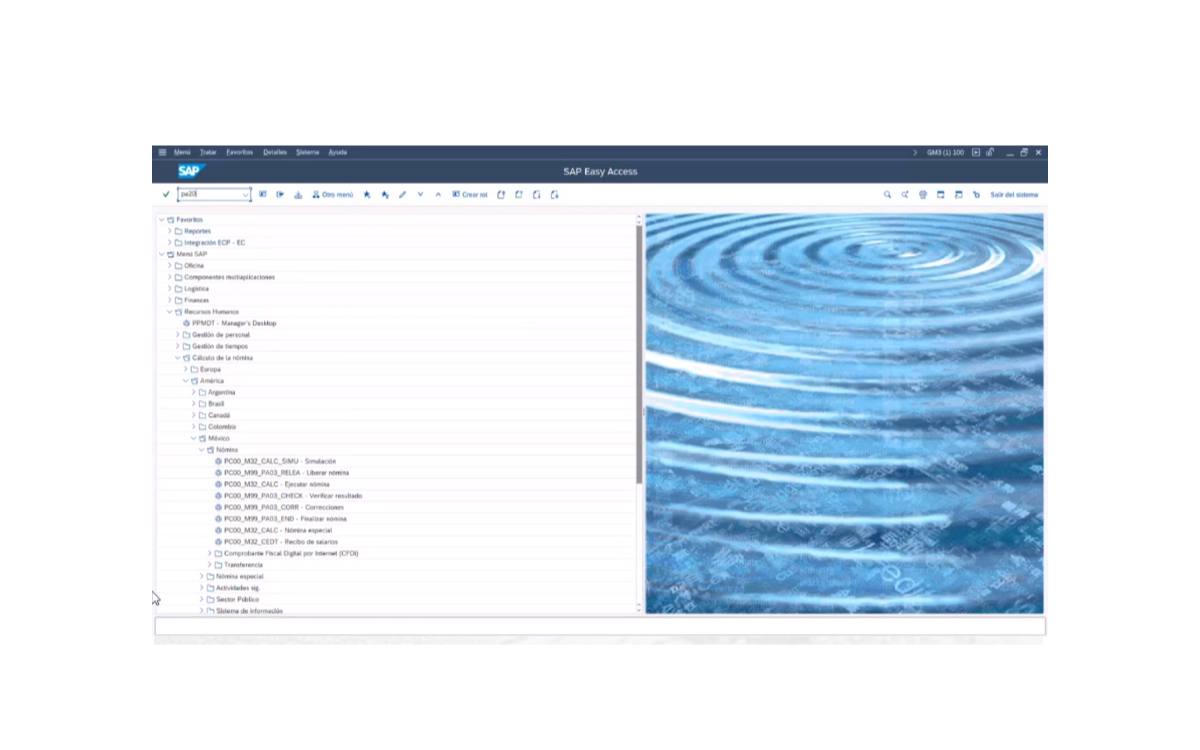 Menú Tratar Favoritos Detalles Sistema Ayuda GM3 (1) 100
SAP SAP Easy Access
pe20 Otro menú Crear rol Salir del sistema
Favoritos
Reportes
Integración ECP - EC
Menú SAP
Oficina
Componentes multiaplicaciones
Logística
Finanzas
Recursos Humanos
PPMDT - Manager's Desktop
Gestión de personal
Gestión de tiempos
Cálculo de la nómina
Europa
América
Argentina
Brasil
Canadá
Colombia
México
Nómina
PC00_M32_CALC_SIMU - Simulación
PC00_M99_PA03_RELEA - Liberar nómina
PC00_M32_CALC - Ejecutar nómina
PC00_M99_PA03_CHECK - Verificar resultado
PC00_M99_PA03_CORR - Correcciones
PC00_M99_PA03_END - Finalizar nómina
PC00_M32_CALC - Nómina especial
PC00_M32_CEDT - Recibo de salarios
Comprobante Fiscal Digital por Internet (CFDI)
Transferencia
Nómina especial
Actividades sig.
Sector Público
Sistema de información